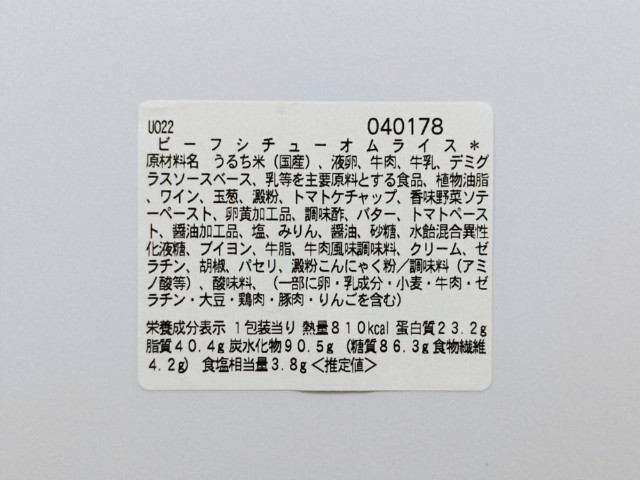 U022 040178
ビーフシチューオムライス*
原材料名 うるち米(国産)、液卵、牛肉、牛乳、デミグ
ラスソースベース、乳等を主要原料とする食品、植物油脂
、ワイン、玉葱、澱粉、トマトケチャップ、香味野菜ソテ
ーペースト、卵黄加工品、調味酢、バター、トマトペース
ト、醤油加工品、塩、みりん、醤油、砂糖、水飴混合異性
化液糖、ブイヨン、牛脂、牛肉風味調味料、クリーム、ゼ
ラチン、胡椒、パセリ、澱粉こんにゃく粉/調味料(アミ
ノ酸等)、酸味料、(一部に卵・乳成分・小麦・牛肉・ゼ
ラチン・大豆・鶏肉・豚肉・りんごを含む)
栄養成分表示 1包装当り 熱量810kcal 蛋白質23.2g
脂質40.4g 炭水化物90.5g (糖質86.3g 食物繊維
4.2g) 食塩相当量3.8g<推定値>